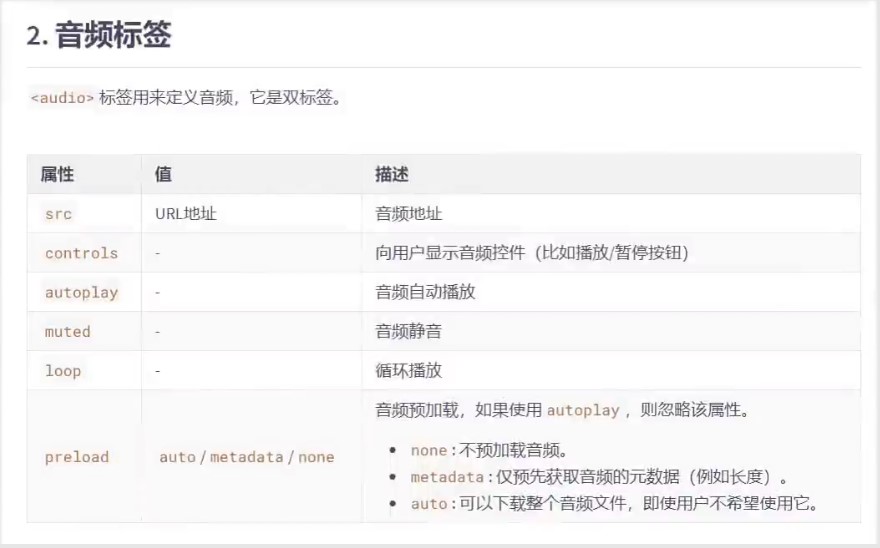 2. 音频标签
<audio> 标签用来定义音频，它是双标签。
属性 值 描述
src URL地址 音频地址
controls - 向用户显示音频控件（比如播放/暂停按钮）
autoplay - 音频自动播放
muted - 音频静音
loop - 循环播放
音频预加载，如果使用 autoplay ，则忽略该属性。
none :不预加载音频。
preload auto / metadata / none
metadata :仅预先获取音频的元数据（例如长度）。
auto :可以下载整个音频文件，即使用户不希望使用它。